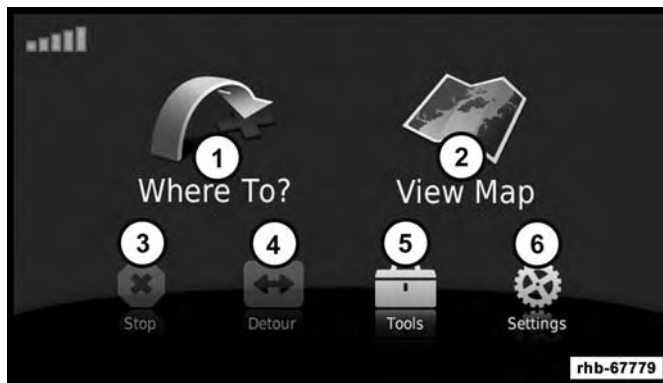 1
2
Where To?
View Map
3
4
5
6
Stop
Detour
Tools
Settings
rhb-67779